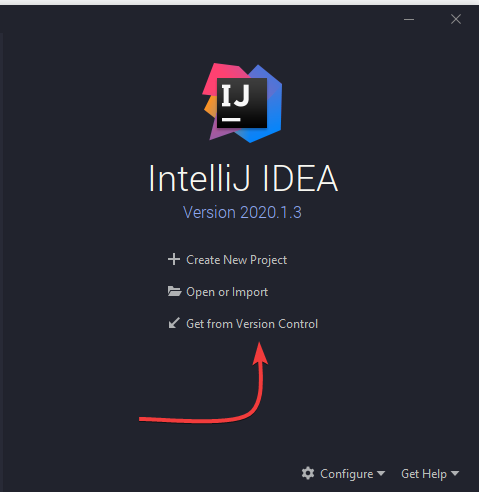 IJ
IntelliJ IDEA
Version 2020.1.3
Create New Project
Open or Import
Get from Version Control
Configure Get Help